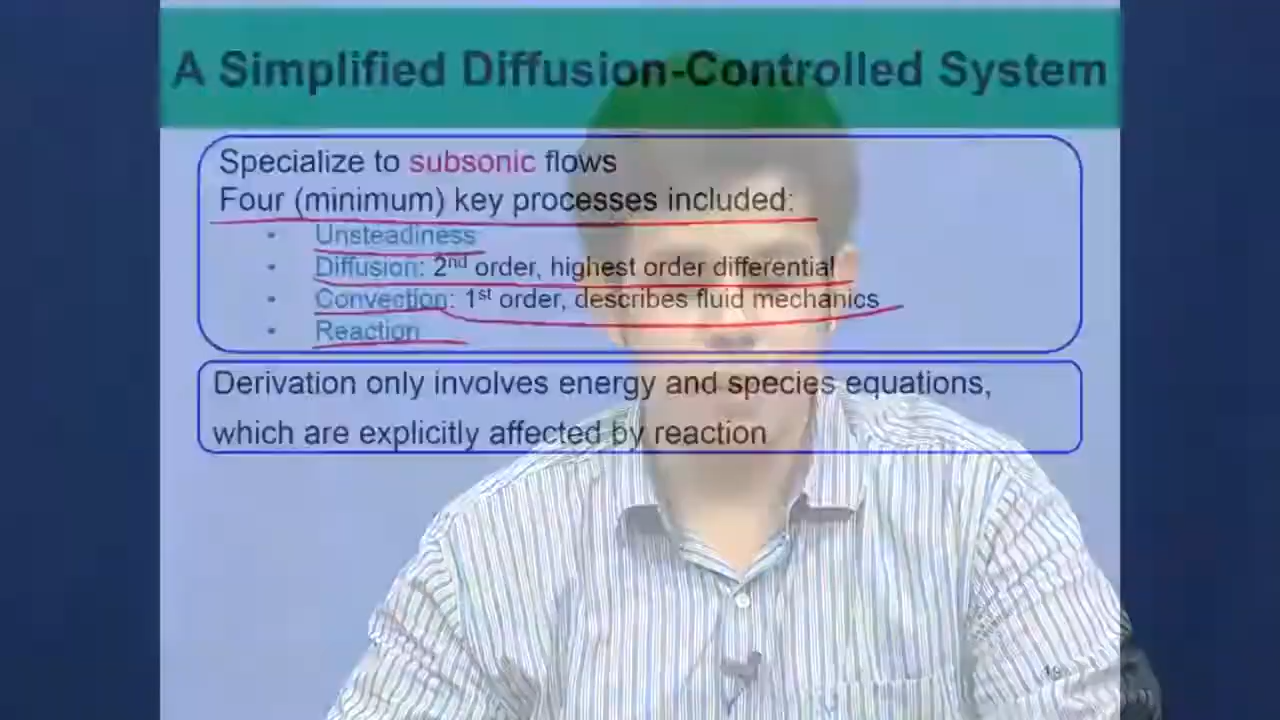 A Simplified Diffusion-Controlled System
Specialize to subsonic flows
Four (minimum) key processes included:
• Unsteadiness
• Diffusion: 2nd order, highest order differential
• Convection: 1st order, describes fluid mechanics
• Reaction
Derivation only involves energy and species equations,
which are explicitly affected by reaction
19